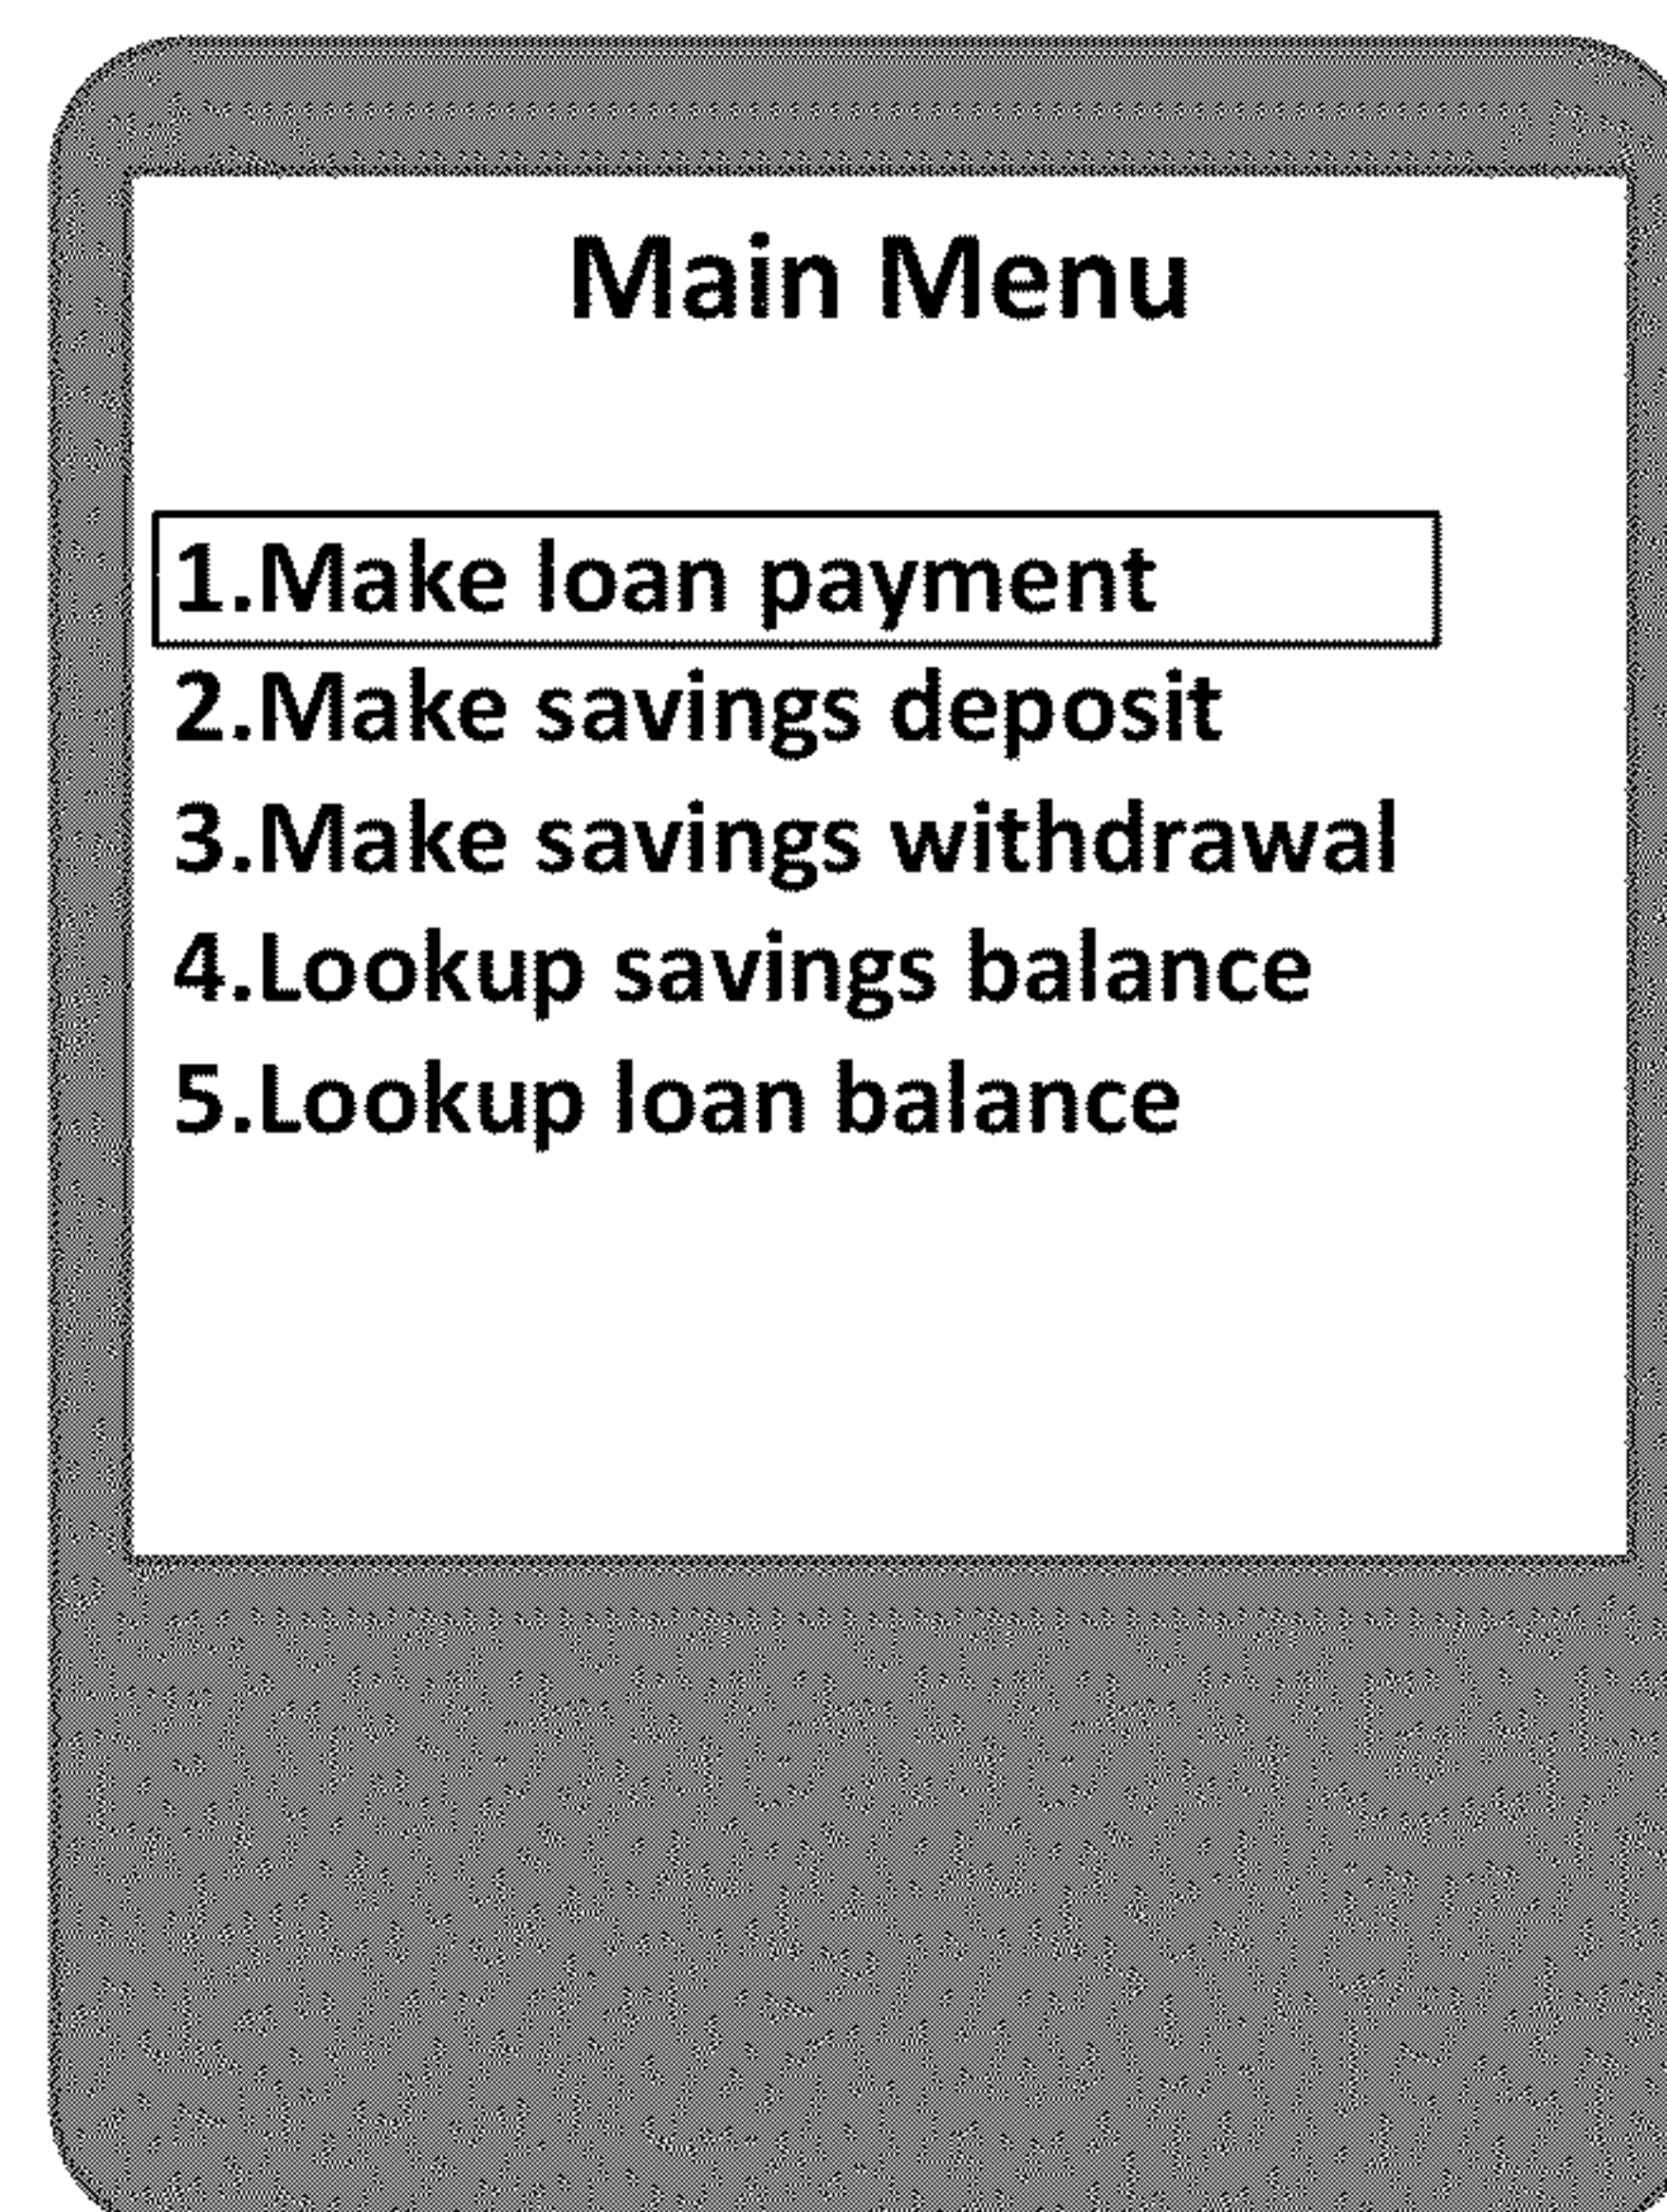 Main Menu
1.Make loan payment
2.Make savings deposit
3.Make savings withdrawal
4.Lookup savings balance
5.Lookup loan balance